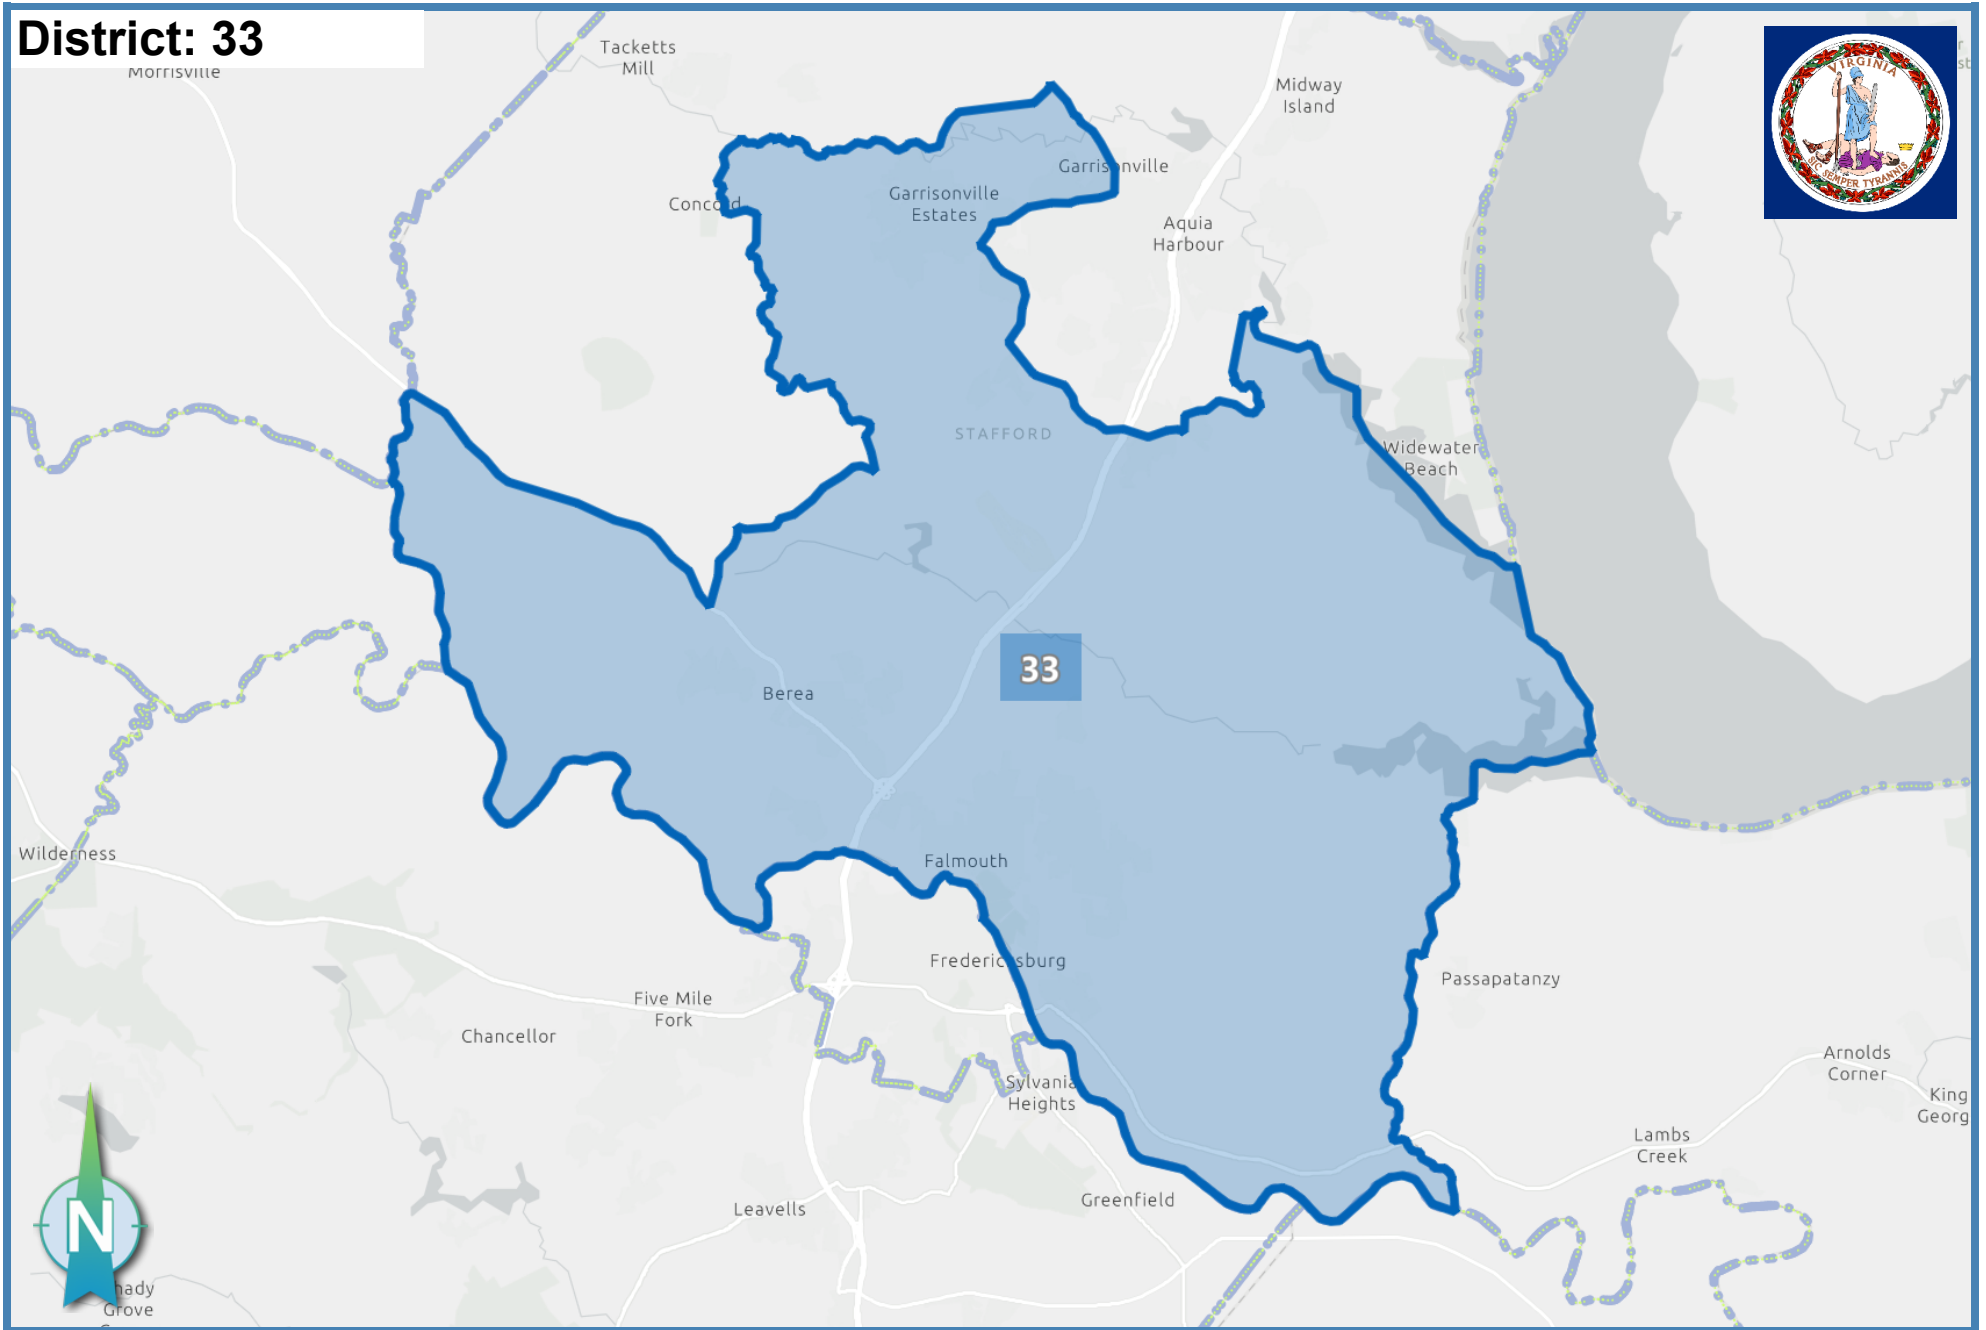 District: 33
Morrisville
Tacketts
Mill
Midway
Island
VIRGINIA
SIC SEMPER TYRANNIS
Garrisonville
Concord
Garrisonville
Estates
Aquia
Harbour
STAFFORD
Widewater
Beach
33
Berea
Wilderness
Falmouth
Fredericksburg
Passapatanzy
Five Mile
Fork
Chancellor
Arnolds
Corner
Sylvania
Heights
King
Georg
Lambs
Creek
Greenfield
Leavells
N
hady
Grove